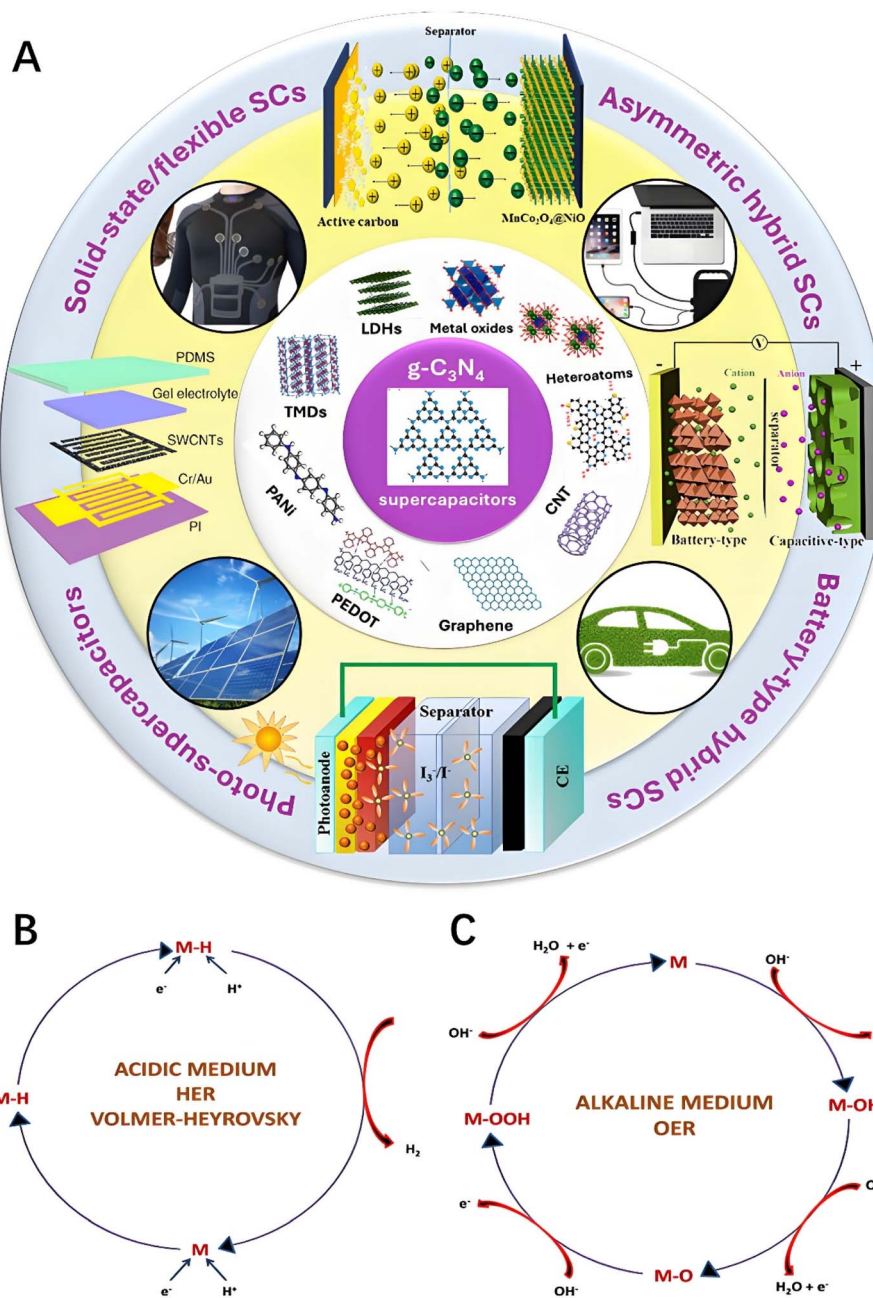 A
Separator
Solid-state/flexible SCs
Asymmetric hybrid SCs
Active carbon
MnCo₂O₄@NiO
LDHs
Metal oxides
TMDs
g-C₃N₄
Heteroatoms
supercapacitors
PANi
CNT
PEDOT
Graphene
PDMS
Gel electrolyte
SWCNTs
Cr/Au
PI
V
-
+
Cation
Anion
separator
Battery-type
Capacitive-type
Photo-supercapacitors
Battery-type hybrid SCs
Separator
Photoanode
I₃⁻/I⁻
CE
B
M-H
e⁻
H⁺
ACIDIC MEDIUM
HER
VOLMER-HEYROVSKY
M-H
H₂
M
e⁻
H⁺
C
H₂O + e⁻
M
OH⁻
OH⁻
ALKALINE MEDIUM
OER
M-OOH
M-OH
e⁻
OH⁻
M-O
H₂O + e⁻